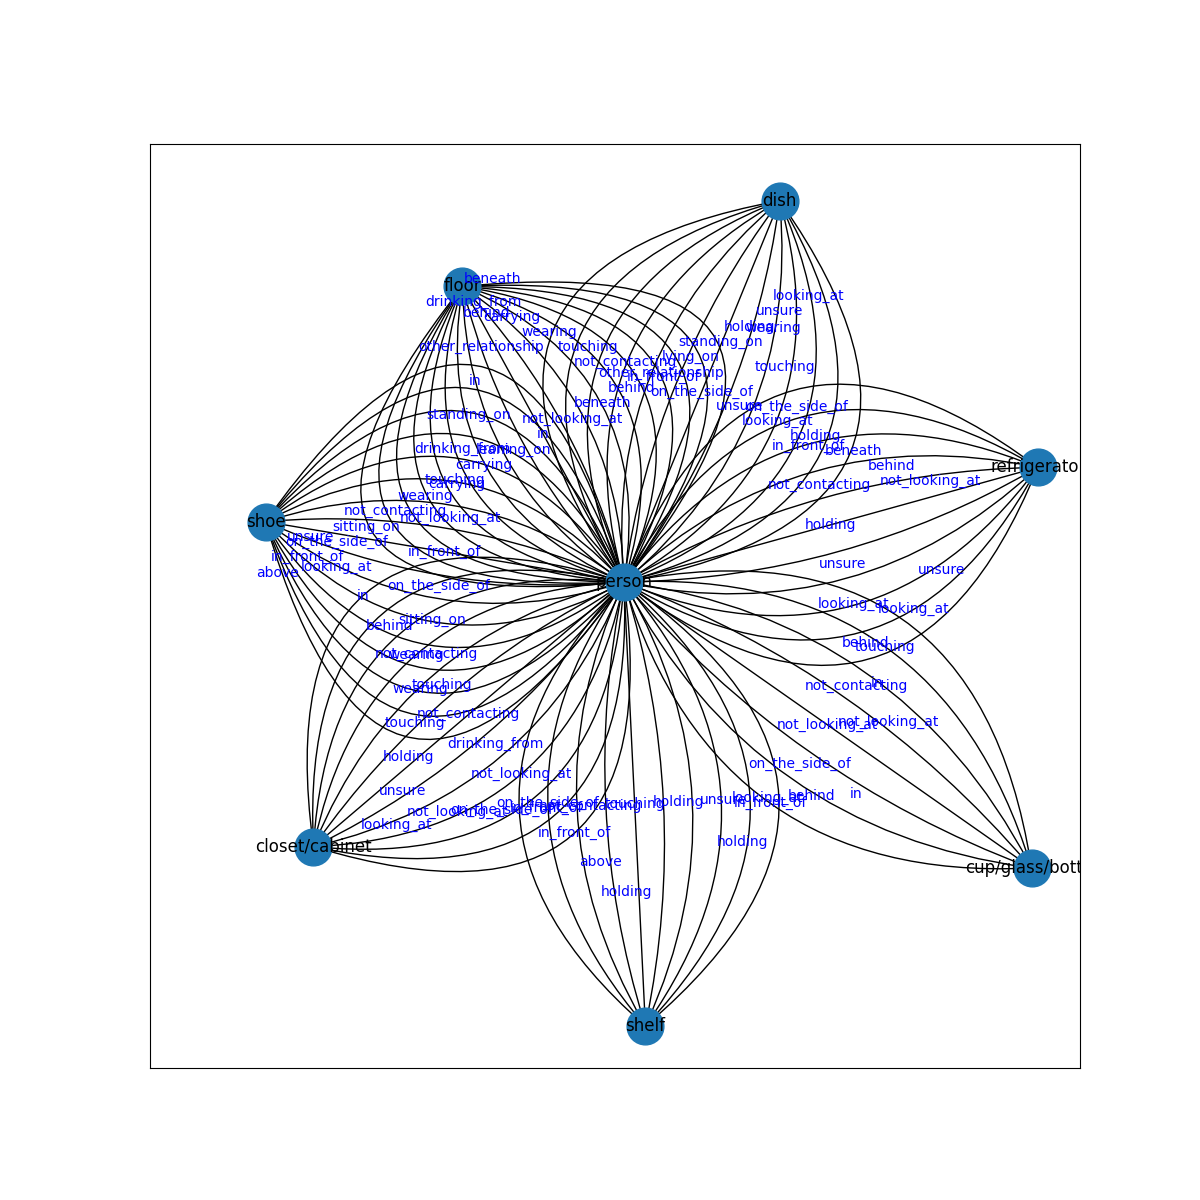 dish
beneath
floor
looking_at
drinking_from
unsure
behind
carrying
holding
wearing
wearing
standing_on
other_relationship
touching
lying_on
not_contacting
touching
other_relationship
in_front_of
in
behind
on_the_side_of
beneath
unsure
on_the_side_of
standing_on
not_looking_at
looking_at
in
holding
drinking_from
leaning_on
in_front_of
beneath
carrying
behind
refrigerato
touching
carrying
not_contacting
not_looking_at
wearing
not_contacting
not_looking_at
shoe
sitting_on
holding
unsure
on_the_side_of
in_front_of
in_front_of
looking_at
above
unsure
unsure
person
on_the_side_of
in
looking_at
looking_at
sitting_on
behind
behind
touching
not_contacting
wearing
touching
wearing
in
not_contacting
not_contacting
touching
not_looking_at
not_looking_at
drinking_from
holding
on_the_side_of
not_looking_at
unsure
behind
in
looking_at
in_front_of
on_the_side_of
touching
holding
unsure
not_contacting
not_looking_at
on_the_side_of
looking_at
in_front_of
holding
closet/cabinet
above
cup/glass/bott
holding
shelf